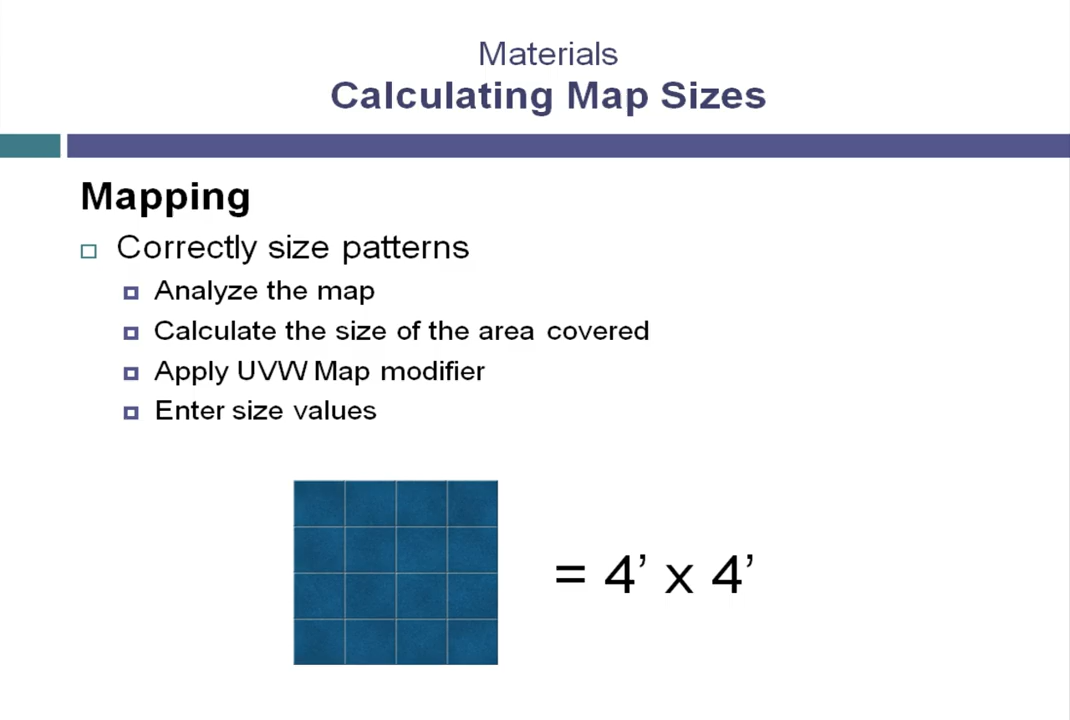 Materials
Calculating Map Sizes
Mapping
Correctly size patterns
Analyze the map
Calculate the size of the area covered
Apply UVW Map modifier
Enter size values
= 4’ x 4’